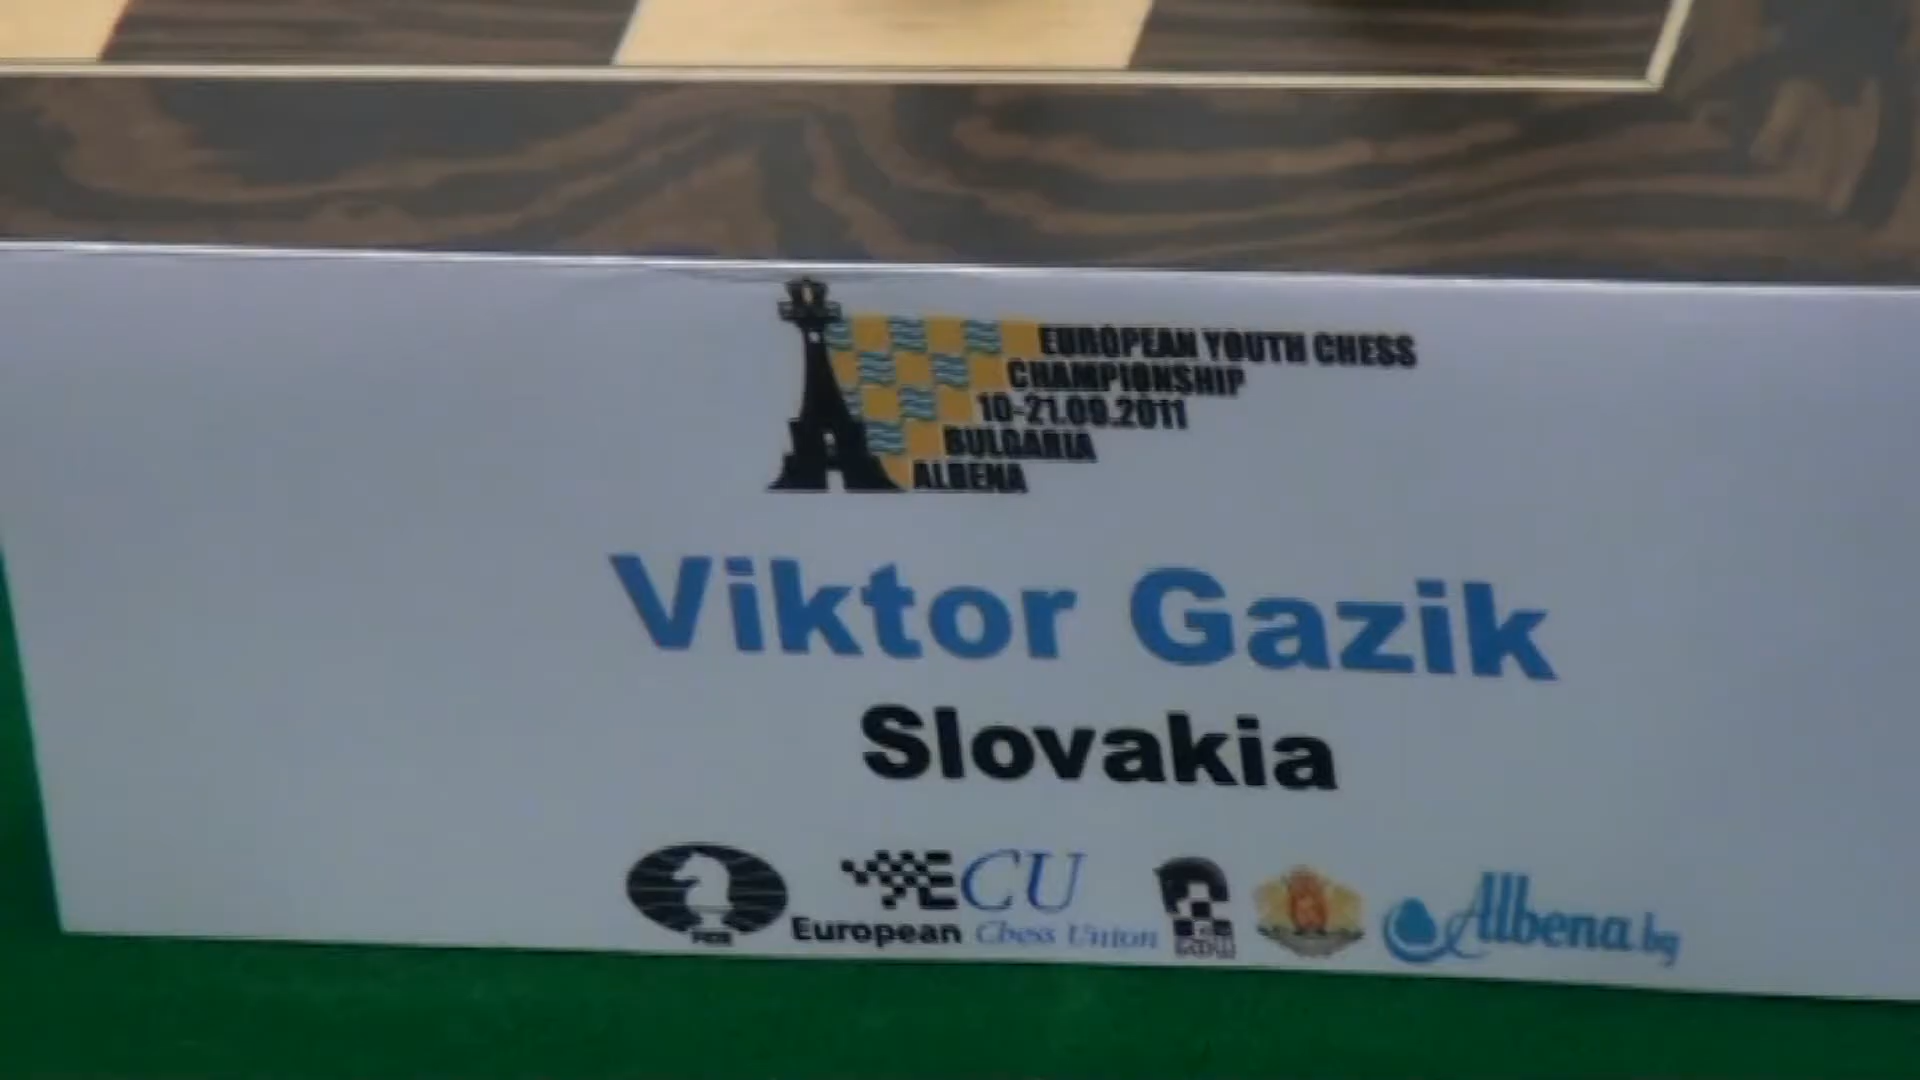 EUROPEAN YOUTH CHESS
CHAMPIONSHIP
10-21.09.2011
BULGARIA
ALBENA
Viktor Gazik
Slovakia
FIDE
ECU
European Chess Union
Albena.bg